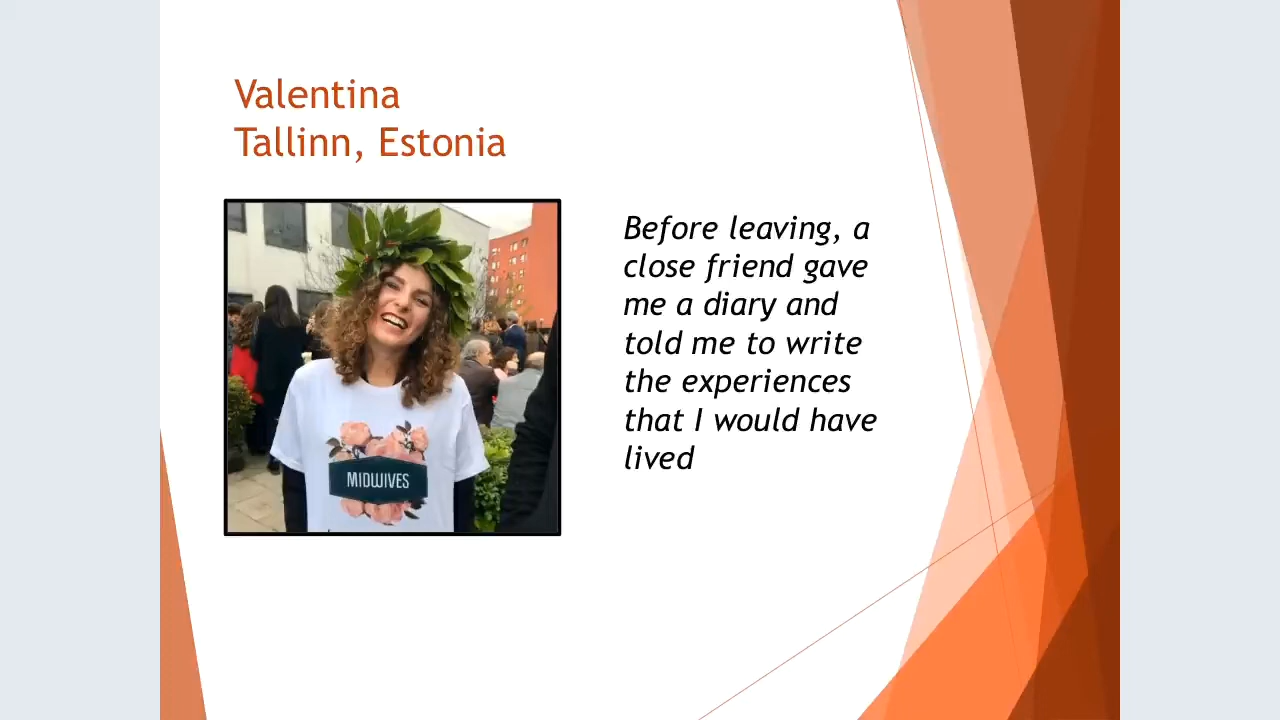 Valentina
Tallinn, Estonia
Before leaving, a
close friend gave
me a diary and
told me to write
the experiences
that I would have
lived
MIDWIVES